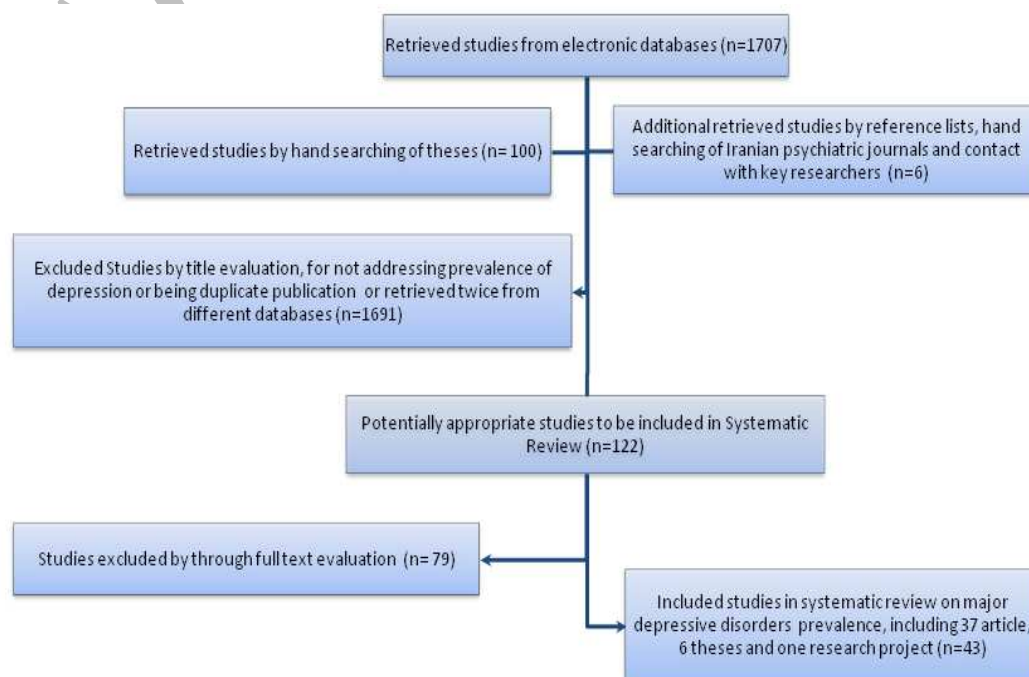 Retrieved studies from electronic databases (n=1707)
Retrieved studies by hand searching of theses (n= 100)
Additional retrieved studies by reference lists, hand
searching of Iranian psychiatric journals and contact
with key researchers (n=6)
Excluded Studies by title evaluation, for not addressing prevalence of
depression or being duplicate publication or retrieved twice from
different databases (n=1691)
Potentially appropriate studies to be included in Systematic
Review (n=122)
Studies excluded by through full text evaluation (n= 79)
Included studies in systematic review on major
depressive disorders prevalence, including 37 article,
6 theses and one research project (n=43)